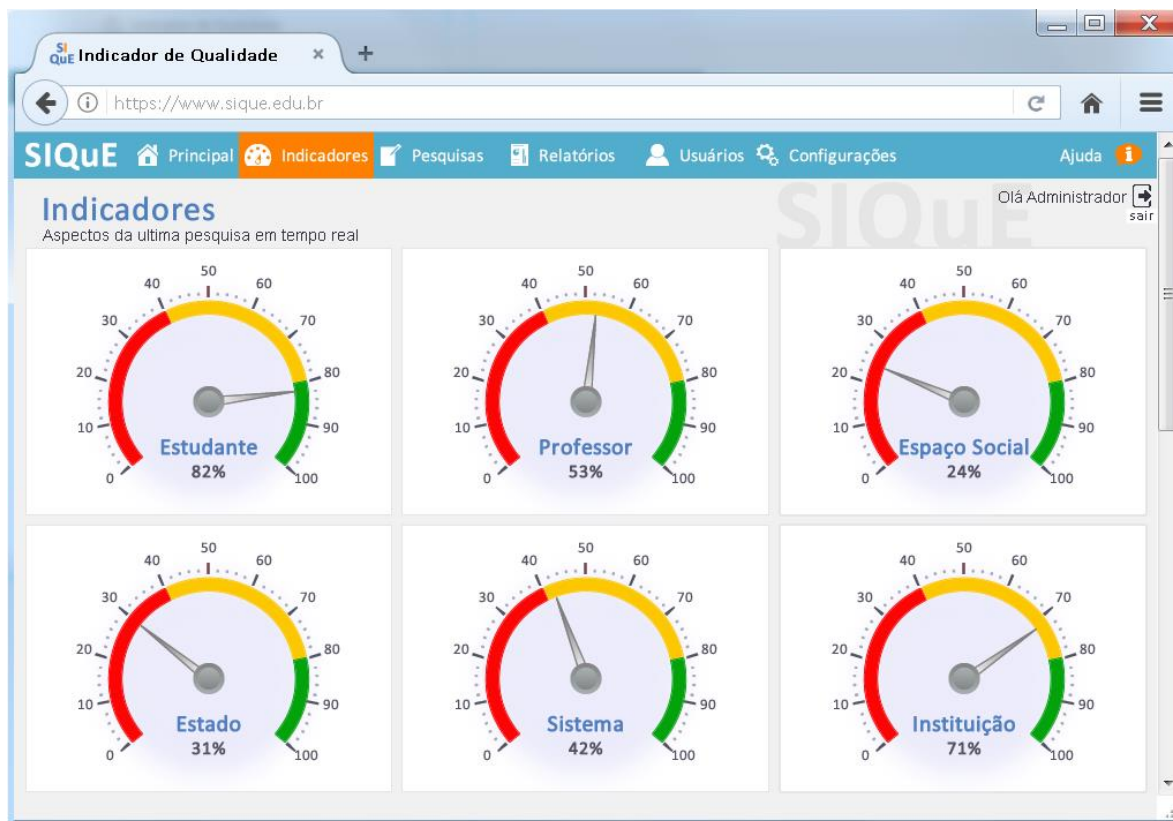 SIQuE Indicador de Qualidade
https://www.sique.edu.br
SIQuE Principal Indicadores Pesquisas Relatórios Usuários Configurações Ajuda i
SIQuE
Olá Administrador
sair
Indicadores
Aspectos da ultima pesquisa em tempo real
0 10 20 30 40 50 60 70 80 90 100
Estudante
82%
0 10 20 30 40 50 60 70 80 90 100
Professor
53%
0 10 20 30 40 50 60 70 80 90 100
Espaço Social
24%
0 10 20 30 40 50 60 70 80 90 100
Estado
31%
0 10 20 30 40 50 60 70 80 90 100
Sistema
42%
0 10 20 30 40 50 60 70 80 90 100
Instituição
71%